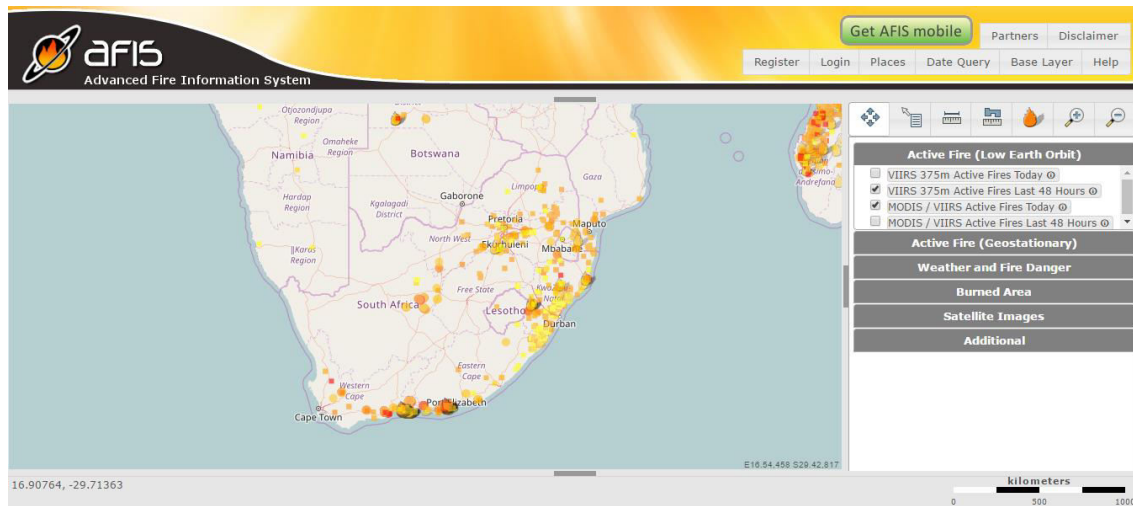 Get AFIS mobile
Partners Disclaimer
AFIS
Advanced Fire Information System
Register Login Places Date Query Base Layer Help
Otjozondjupa
Region
Omaheke
Region
Namibia
Botswana
Hardap
Region
Kgalagadi
District
Gaborone
Limpopo
Gaza
Andrefana
Pretoria
Maputo
North West
Ekurhuleni
Mbabane
ǁKaras
Region
Free State
South Africa
Lesotho
Durban
Eastern
Cape
Western
Cape
Port Elizabeth
Cape Town
E16.54.458 S29.42.817
Active Fire (Low Earth Orbit)
VIIRS 375m Active Fires Today
VIIRS 375m Active Fires Last 48 Hours
MODIS / VIIRS Active Fires Today
MODIS / VIIRS Active Fires Last 48 Hours
Active Fire (Geostationary)
Weather and Fire Danger
Burned Area
Satellite Images
Additional
16.90764, -29.71363
kilometers
0 500 1000